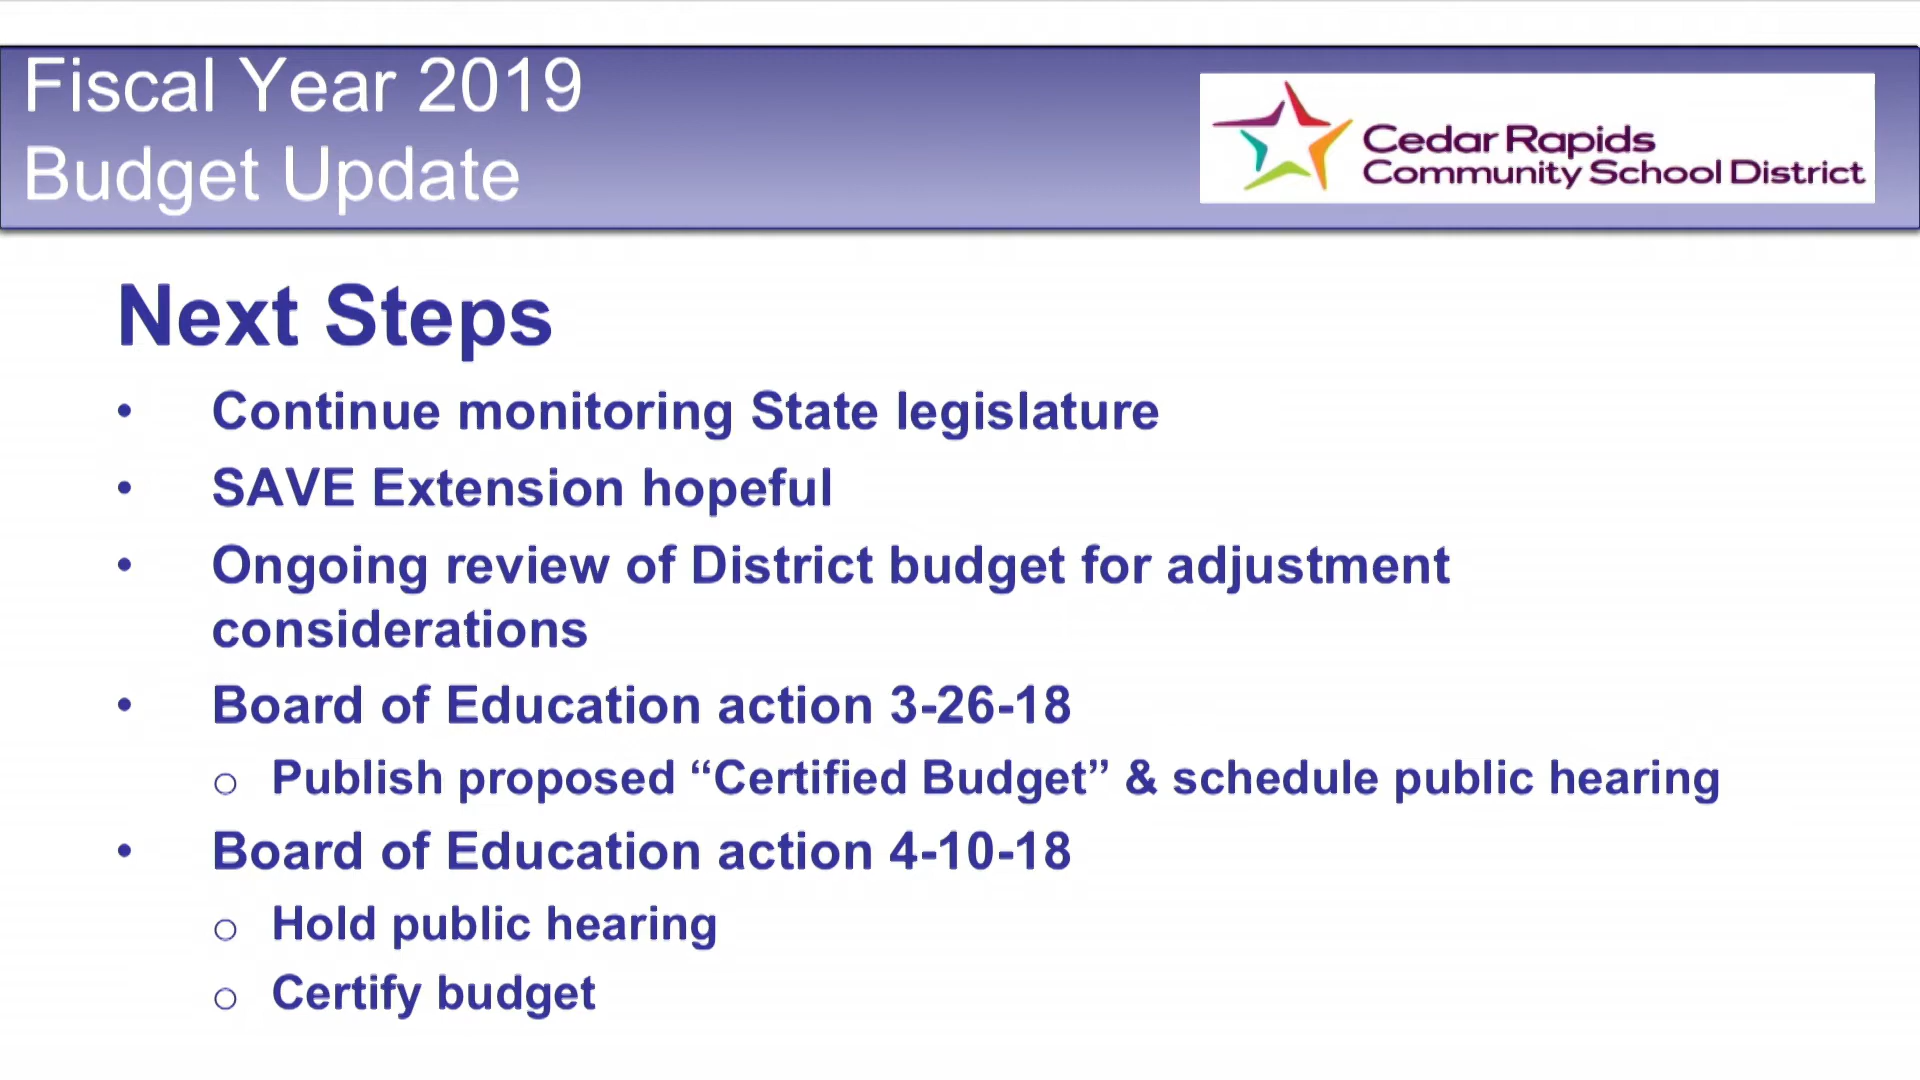 Fiscal Year 2019
Budget Update
Cedar Rapids
Community School District
Next Steps
• Continue monitoring State legislature
• SAVE Extension hopeful
• Ongoing review of District budget for adjustment
considerations
• Board of Education action 3-26-18
o Publish proposed “Certified Budget” & schedule public hearing
• Board of Education action 4-10-18
o Hold public hearing
o Certify budget